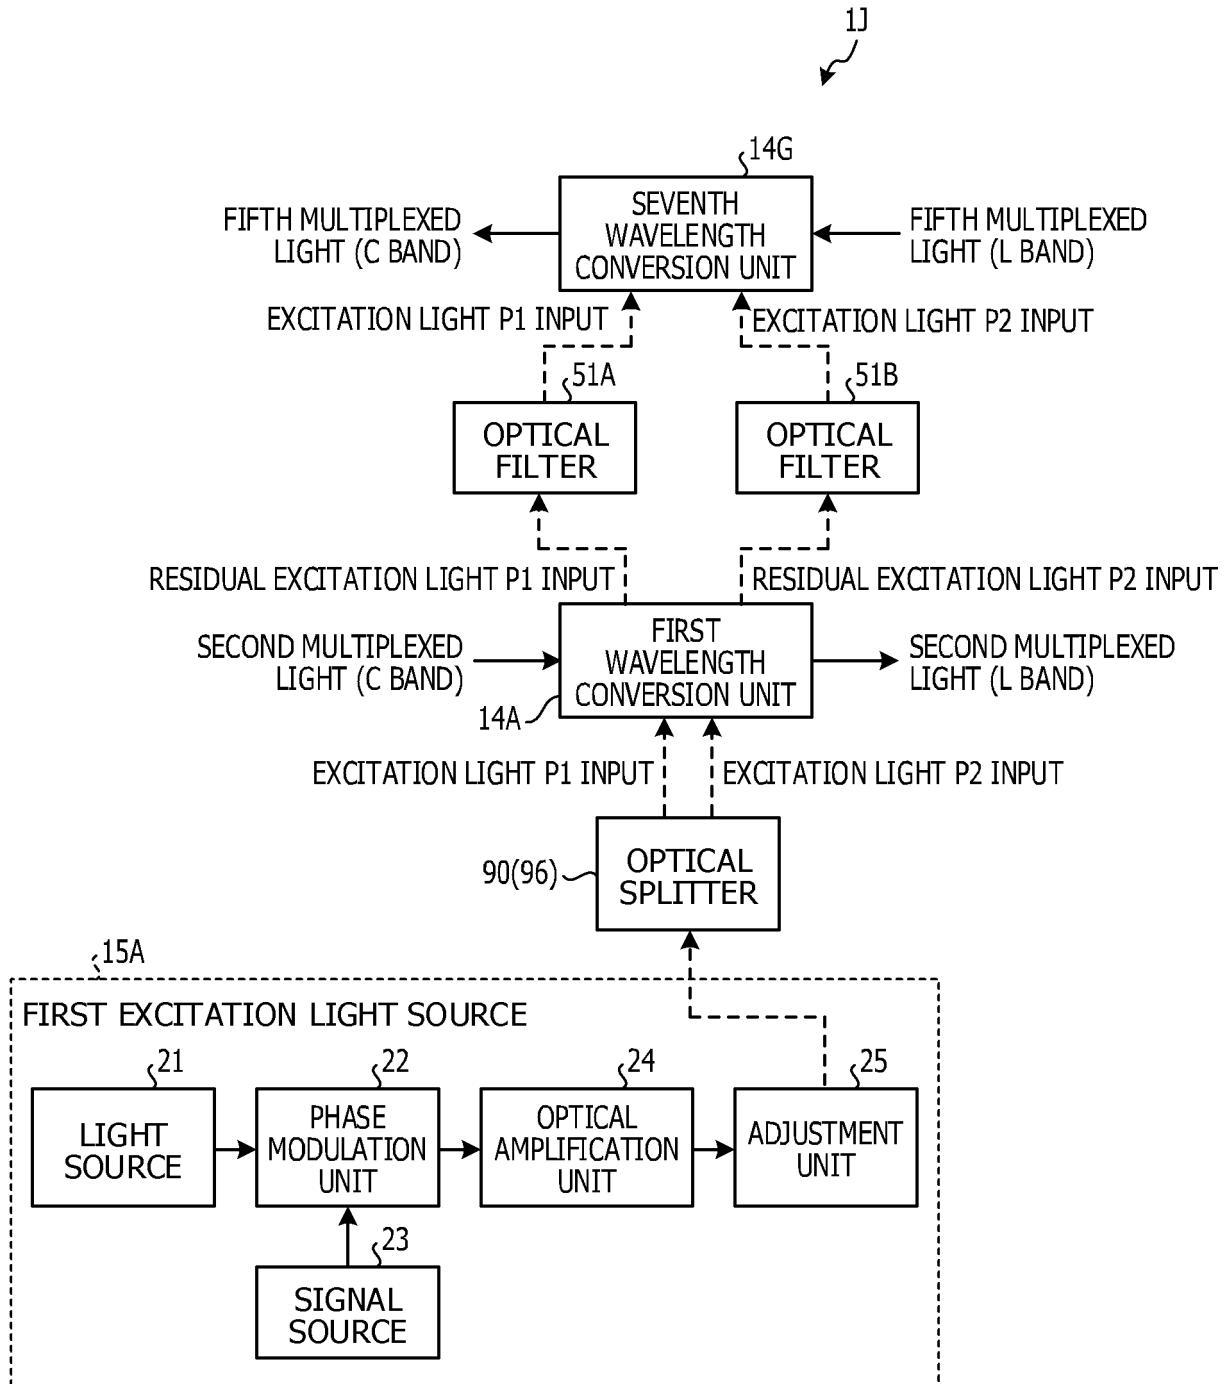 1J
14G
SEVENTH
WAVELENGTH
CONVERSION UNIT
FIFTH MULTIPLEXED
LIGHT (C BAND)
FIFTH MULTIPLEXED
LIGHT (L BAND)
EXCITATION LIGHT P1 INPUT
EXCITATION LIGHT P2 INPUT
51A
OPTICAL
FILTER
51B
OPTICAL
FILTER
RESIDUAL EXCITATION LIGHT P1 INPUT
RESIDUAL EXCITATION LIGHT P2 INPUT
SECOND MULTIPLEXED
LIGHT (C BAND)
FIRST
WAVELENGTH
CONVERSION UNIT
14A
SECOND MULTIPLEXED
LIGHT (L BAND)
EXCITATION LIGHT P1 INPUT
EXCITATION LIGHT P2 INPUT
90(96)
OPTICAL
SPLITTER
15A
FIRST EXCITATION LIGHT SOURCE
21
LIGHT
SOURCE
22
PHASE
MODULATION
UNIT
24
OPTICAL
AMPLIFICATION
UNIT
25
ADJUSTMENT
UNIT
23
SIGNAL
SOURCE